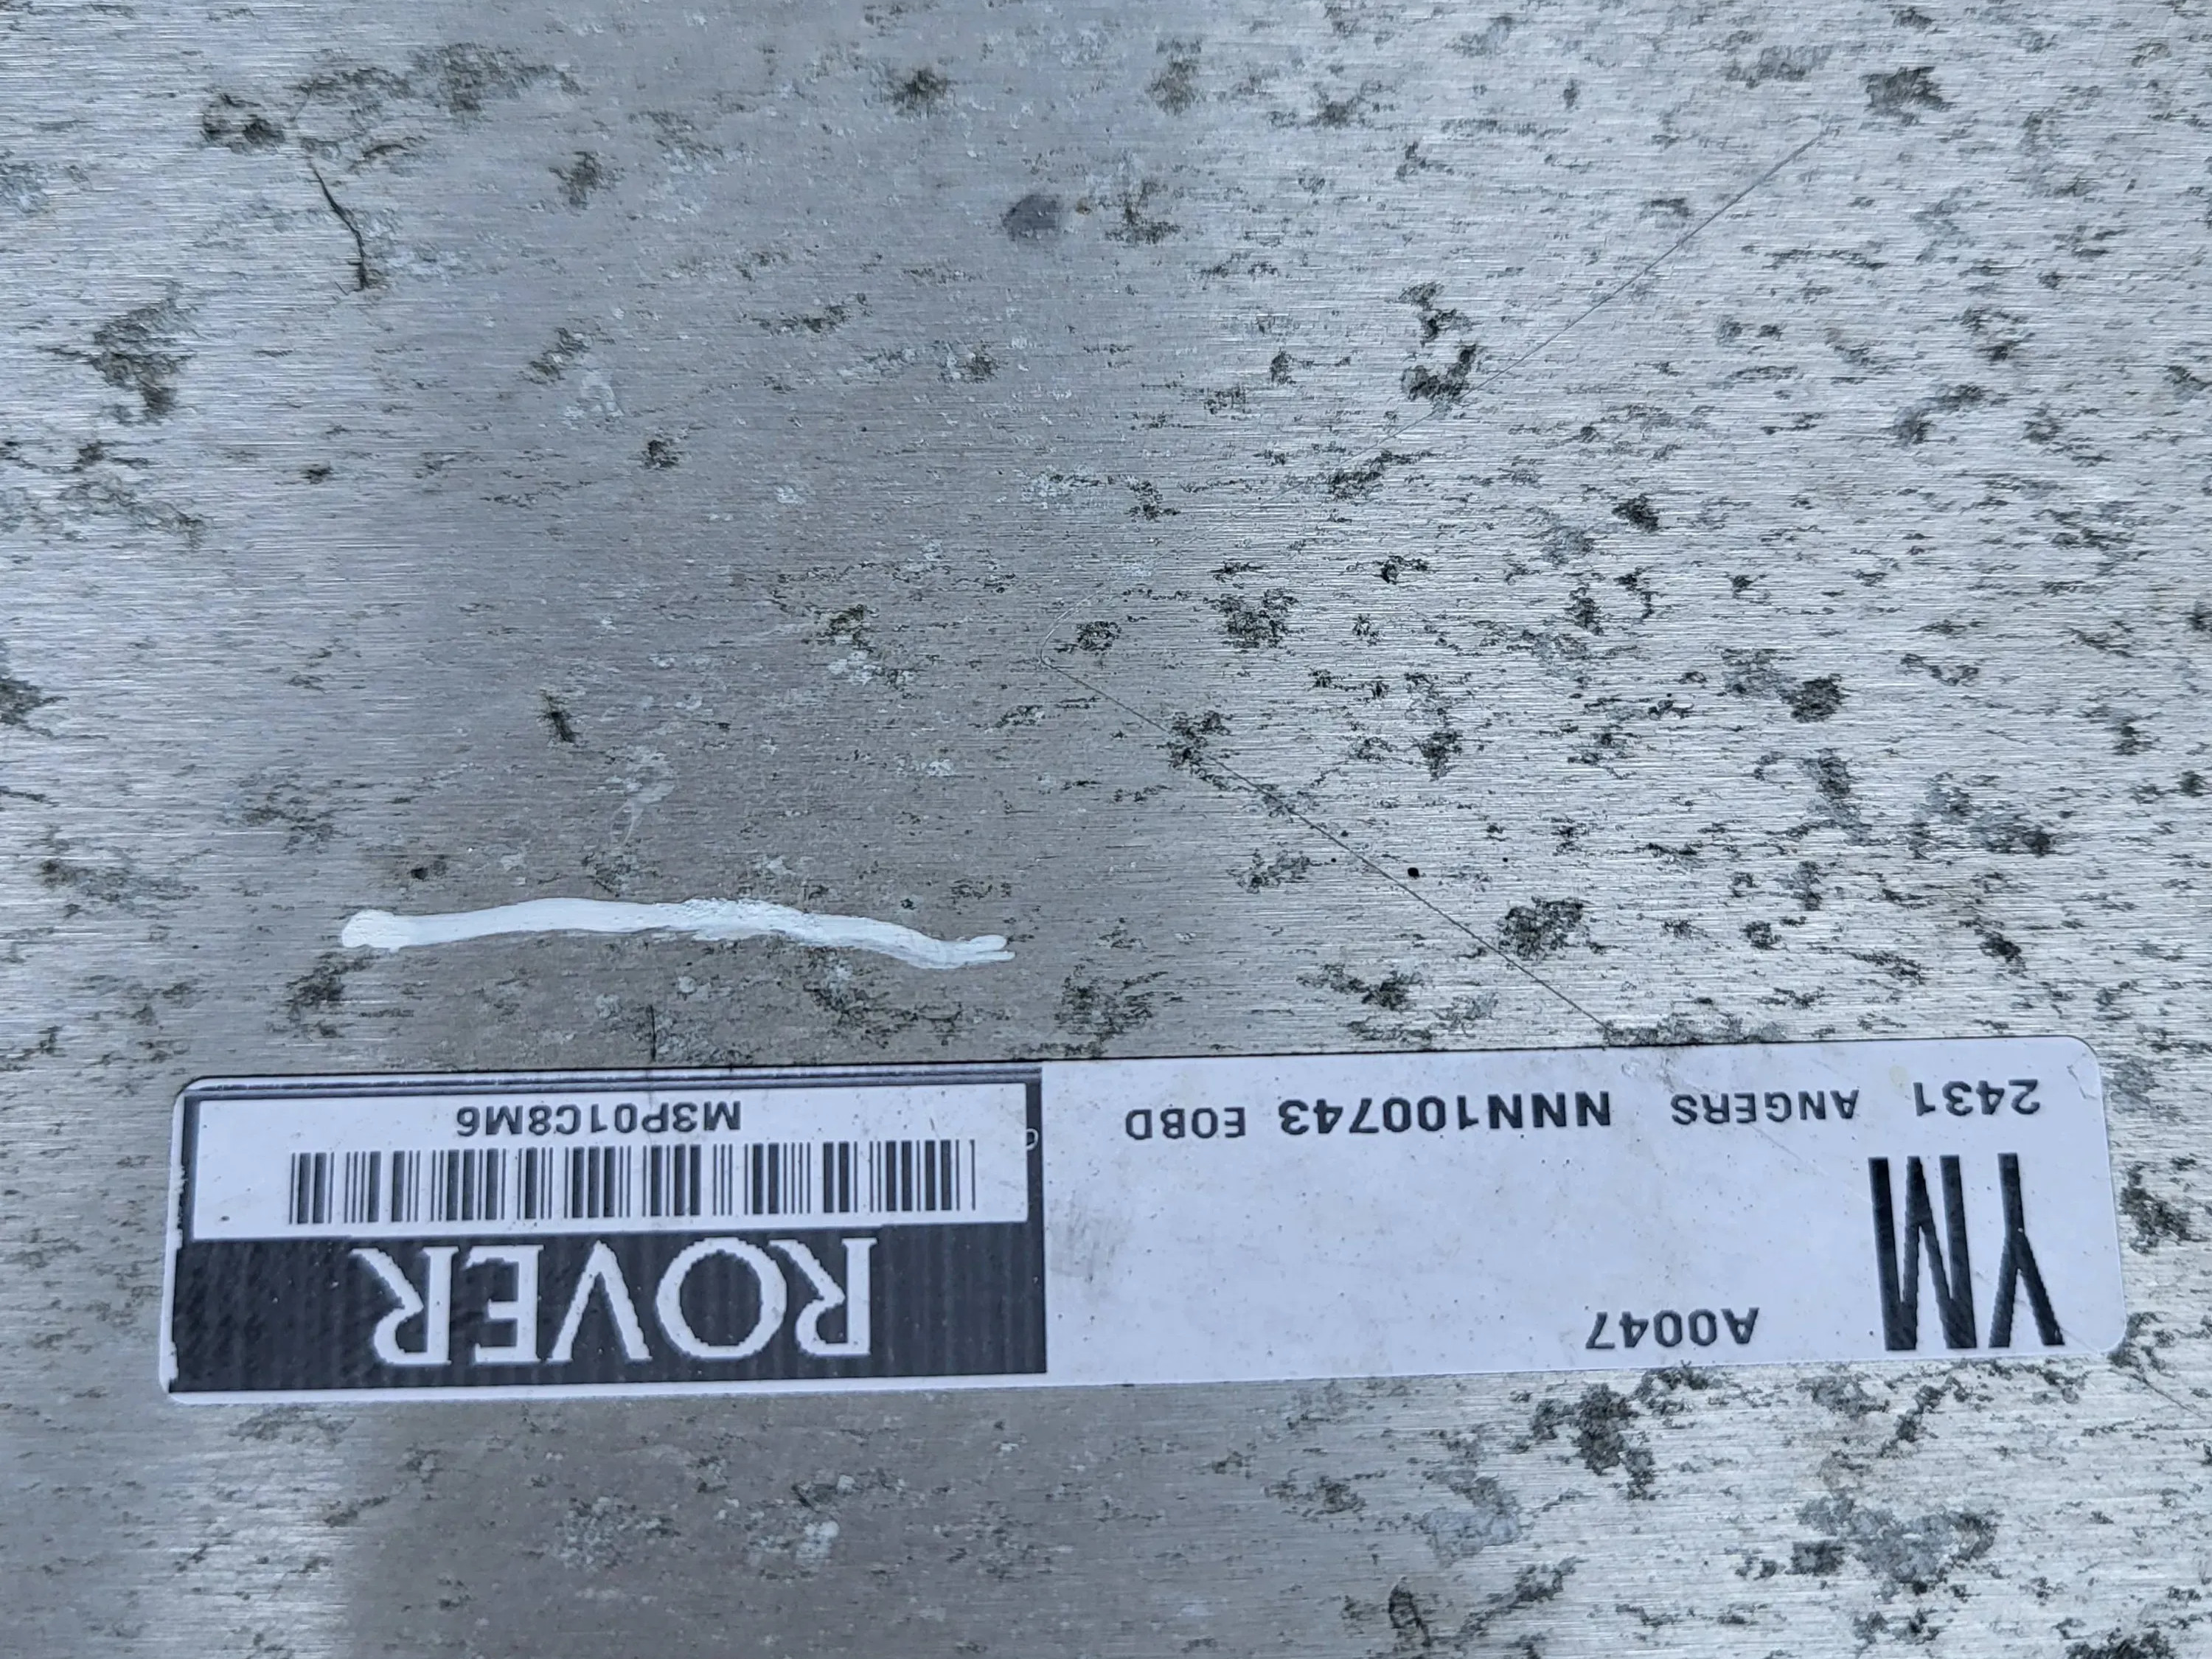 YM
A0047
2431 ANGERS NNN100743 EOBD
ROVER
M3P01C8M6